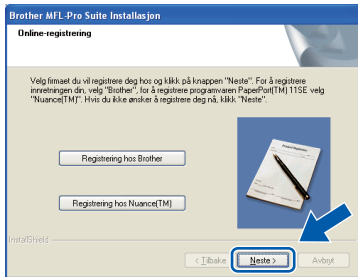 Brother MFL-Pro Suite Installasjon
Online-registrering
Velg firmaet du vil registrere deg hos og klikk på knappen "Neste". For å registrere
innretningen din, velg "Brother", for å registrere programvaren PaperPort(TM) 11SE velg
"Nuance(TM)". Hvis du ikke ønsker å registrere deg nå, klikk "Neste".
Registrering hos Brother
Product Registration
Registrering hos Nuance(TM)
InstallShield
< Tilbake
Neste >
Avbryt